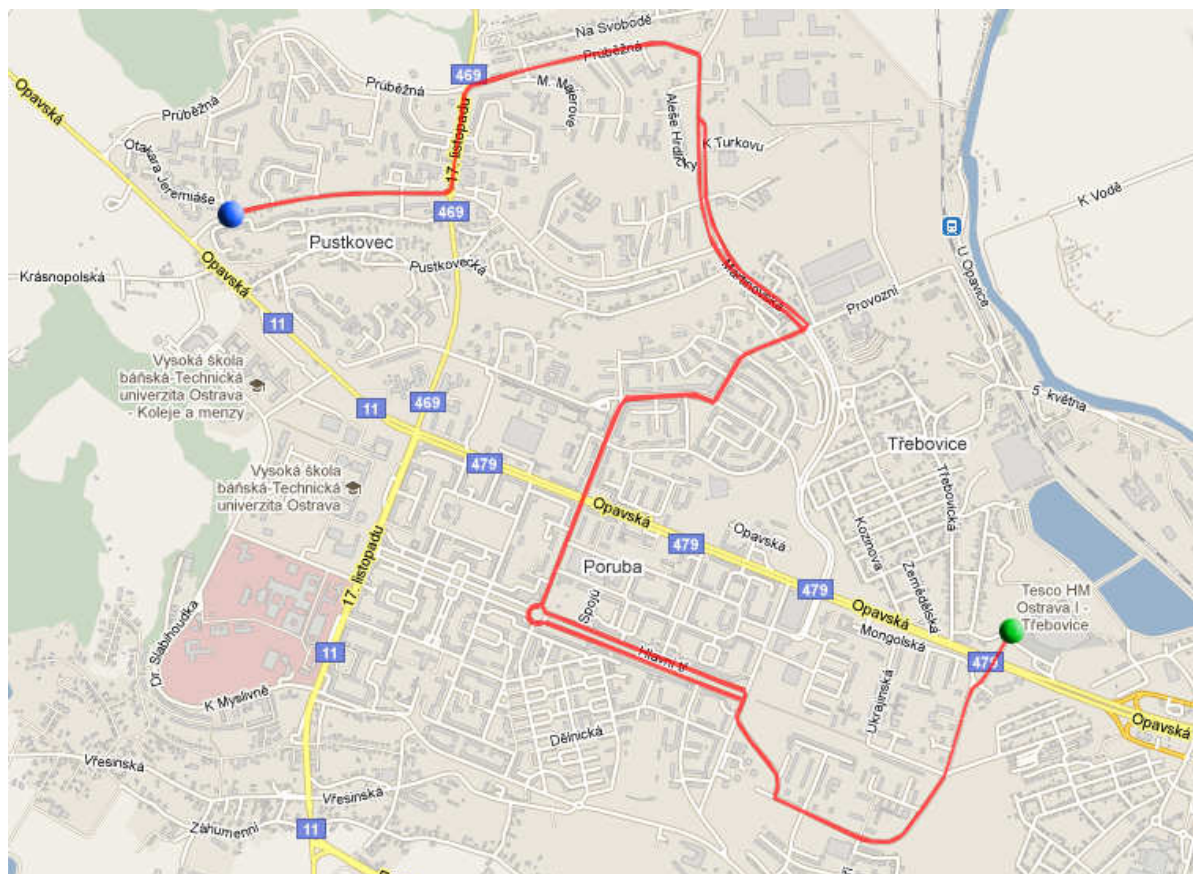 Na Svobodě
Průběžná
469
Průběžná
M. Majerove
Opavská
Průběžná
17. listopadu
Aleše Hrdličky
K Turkovu
Otakara Jeremiáše
K Vodě
469
Pustkovec
Pustkovecká
Krásnopolská
Opavská
U Opavice
Martinovská
Provozní
11
Vysoká škola
báňská-Technická
univerzita Ostrava
- Koleje a menzy
11
469
5. května
Třebovice
479
Vysoká škola
báňská-Technická
univerzita Ostrava
Třebovická
Opavská
Opavská
479
Kozinova
17. listopadu
Poruba
Zemědělská
479
Spojů
Opavská
Tesco HM
Ostrava I -
Třebovice
Dr. Slabihoudka
Mongolská
11
Hlavní tř.
479
K Myslivně
Ukrajinská
Opavská
Dělnická
Vřesinská
Vřesinská
Záhumenní
11